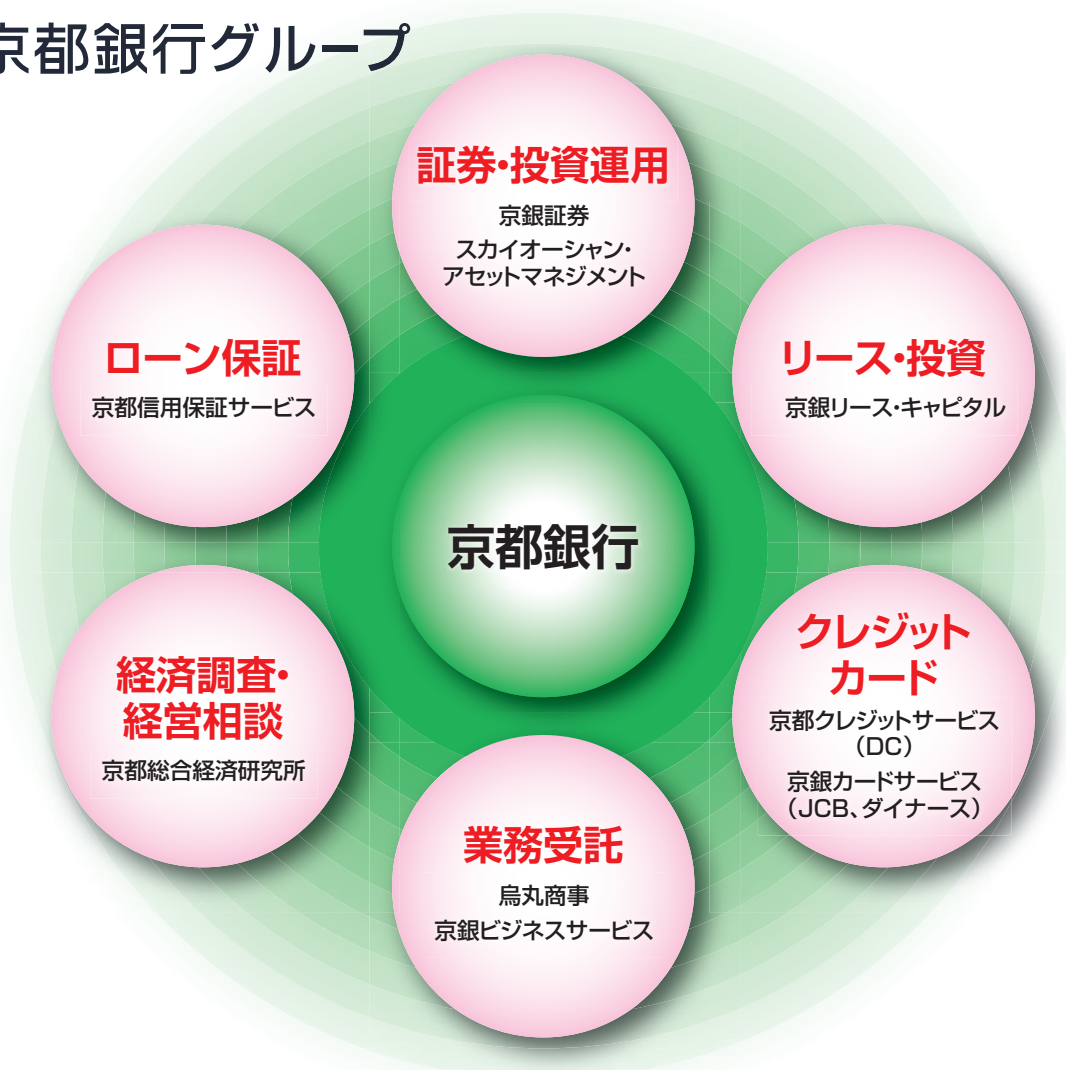 京都銀行グループ
証券・投資運用
京銀証券
スカイオーシャン・
アセットマネジメント
ローン保証
京都信用保証サービス
リース・投資
京銀リース・キャピタル
京都銀行
経済調査・
経営相談
京都総合経済研究所
クレジット
カード
京都クレジットサービス
（DC）
京銀カードサービス
（JCB、ダイナース）
業務受託
烏丸商事
京銀ビジネスサービス